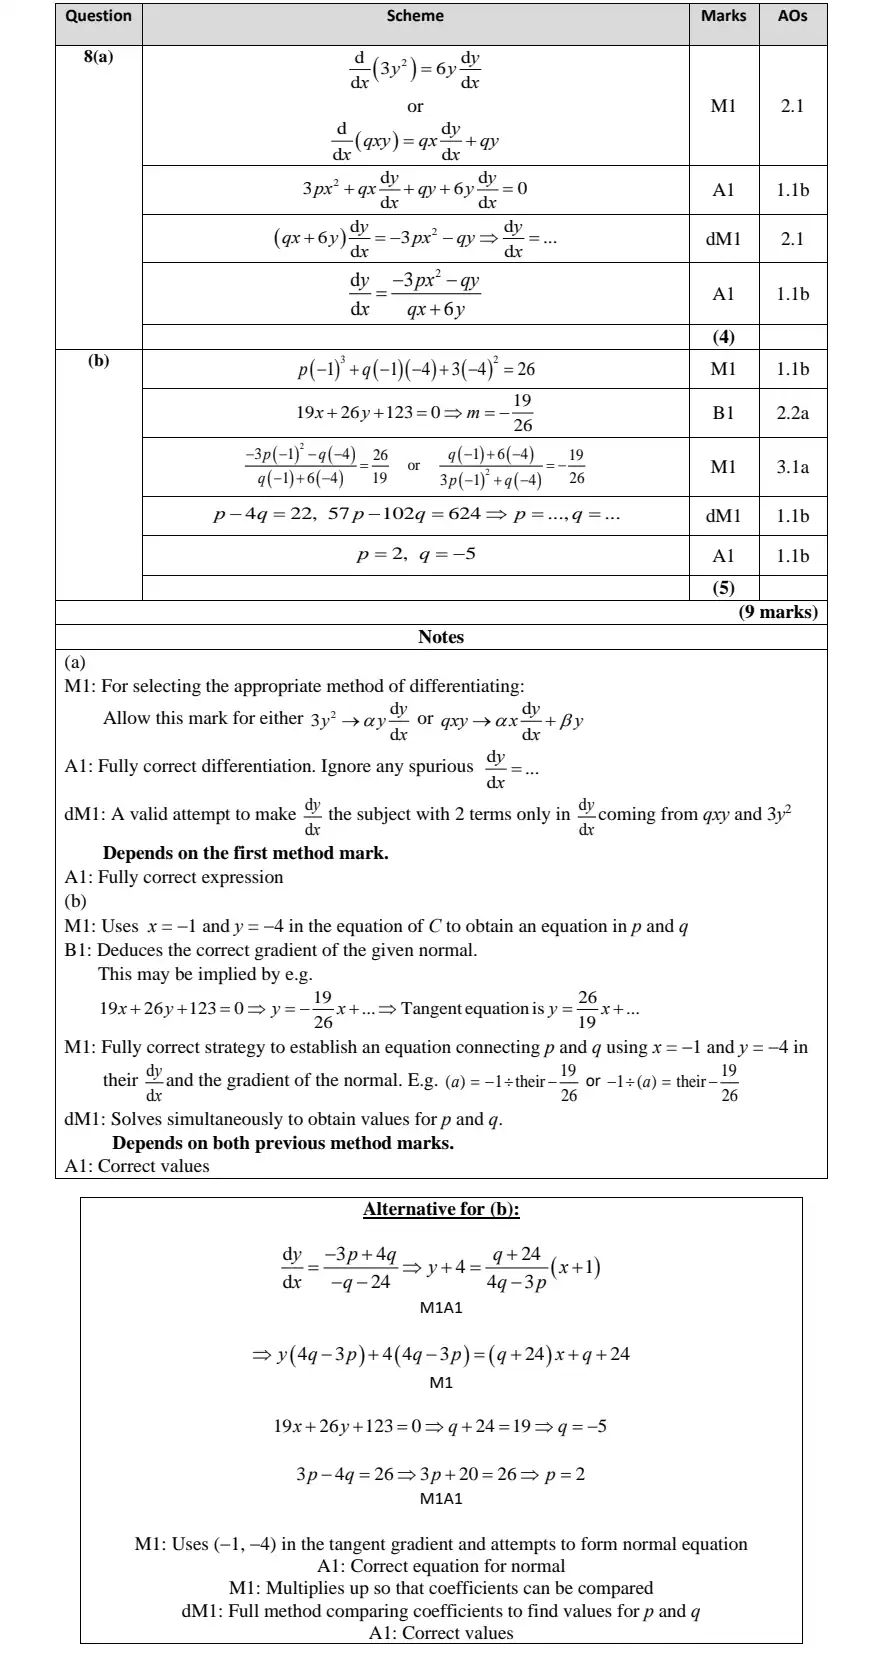 Question Scheme Marks AOs
8(a) d/dx (3y²) = 6y dy/dx
or
d/dx (qxy) = qx dy/dx + qy M1 2.1
3px² + qx dy/dx + qy + 6y dy/dx = 0 A1 1.1b
(qx + 6y) dy/dx = −3px² − qy ⇒ dy/dx = ... dM1 2.1
dy/dx = (−3px² − qy)/(qx + 6y) A1 1.1b
(4)
(b) p(−1)³ + q(−1)(−4) + 3(−4)² = 26 M1 1.1b
19x + 26y + 123 = 0 ⇒ m = −19/26 B1 2.2a
(−3p(−1)² − q(−4))/(q(−1) + 6(−4)) = 26/19 or (q(−1) + 6(−4))/(3p(−1)² + q(−4)) = −19/26 M1 3.1a
p − 4q = 22, 57p − 102q = 624 ⇒ p = ..., q = ... dM1 1.1b
p = 2, q = −5 A1 1.1b
(5)
(9 marks)
Notes
(a)
M1: For selecting the appropriate method of differentiating:
Allow this mark for either 3y² → αy dy/dx or qxy → αx dy/dx + βy
A1: Fully correct differentiation. Ignore any spurious dy/dx = ...
dM1: A valid attempt to make dy/dx the subject with 2 terms only in dy/dx coming from qxy and 3y²
Depends on the first method mark.
A1: Fully correct expression
(b)
M1: Uses x = −1 and y = −4 in the equation of C to obtain an equation in p and q
B1: Deduces the correct gradient of the given normal.
This may be implied by e.g.
19x + 26y + 123 = 0 ⇒ y = −19/26 x + ... ⇒ Tangent equation is y = 26/19 x + ...
M1: Fully correct strategy to establish an equation connecting p and q using x = −1 and y = −4 in
their dy/dx and the gradient of the normal. E.g. (a) = −1 ÷ their −19/26 or −1 ÷ (a) = their −19/26
dM1: Solves simultaneously to obtain values for p and q.
Depends on both previous method marks.
A1: Correct values
Alternative for (b):
dy/dx = (−3p + 4q)/(−q − 24) ⇒ y + 4 = (q + 24)/(4q − 3p) (x + 1)
M1A1
⇒ y(4q − 3p) + 4(4q − 3p) = (q + 24)x + q + 24
M1
19x + 26y + 123 = 0 ⇒ q + 24 = 19 ⇒ q = −5
3p − 4q = 26 ⇒ 3p + 20 = 26 ⇒ p = 2
M1A1
M1: Uses (−1, −4) in the tangent gradient and attempts to form normal equation
A1: Correct equation for normal
M1: Multiplies up so that coefficients can be compared
dM1: Full method comparing coefficients to find values for p and q
A1: Correct values